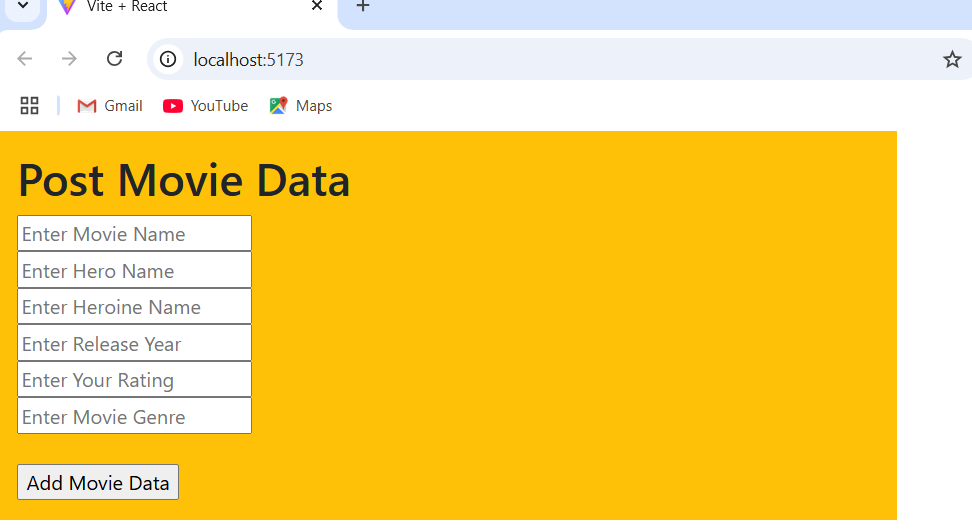 Vite + React
localhost:5173
Gmail YouTube Maps
Post Movie Data
Enter Movie Name
Enter Hero Name
Enter Heroine Name
Enter Release Year
Enter Your Rating
Enter Movie Genre
Add Movie Data